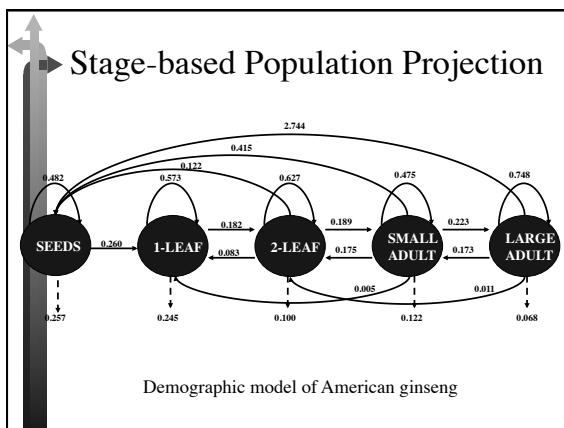 Stage-based Population Projection
2.744
0.415
0.122
0.482
0.573
0.627
0.475
0.748
0.182
0.189
0.223
SEEDS
0.260
1-LEAF
0.083
2-LEAF
0.175
SMALL
ADULT
0.173
LARGE
ADULT
0.005
0.011
0.257
0.245
0.100
0.122
0.068
Demographic model of American ginseng